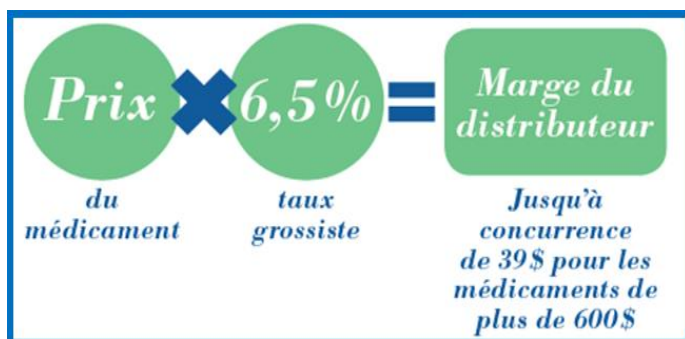 Prix
du
médicament
6,5%
taux
grossiste
=
Marge du
distributeur
Jusqu'à
concurrence
de 39$ pour les
médicaments de
plus de 600$